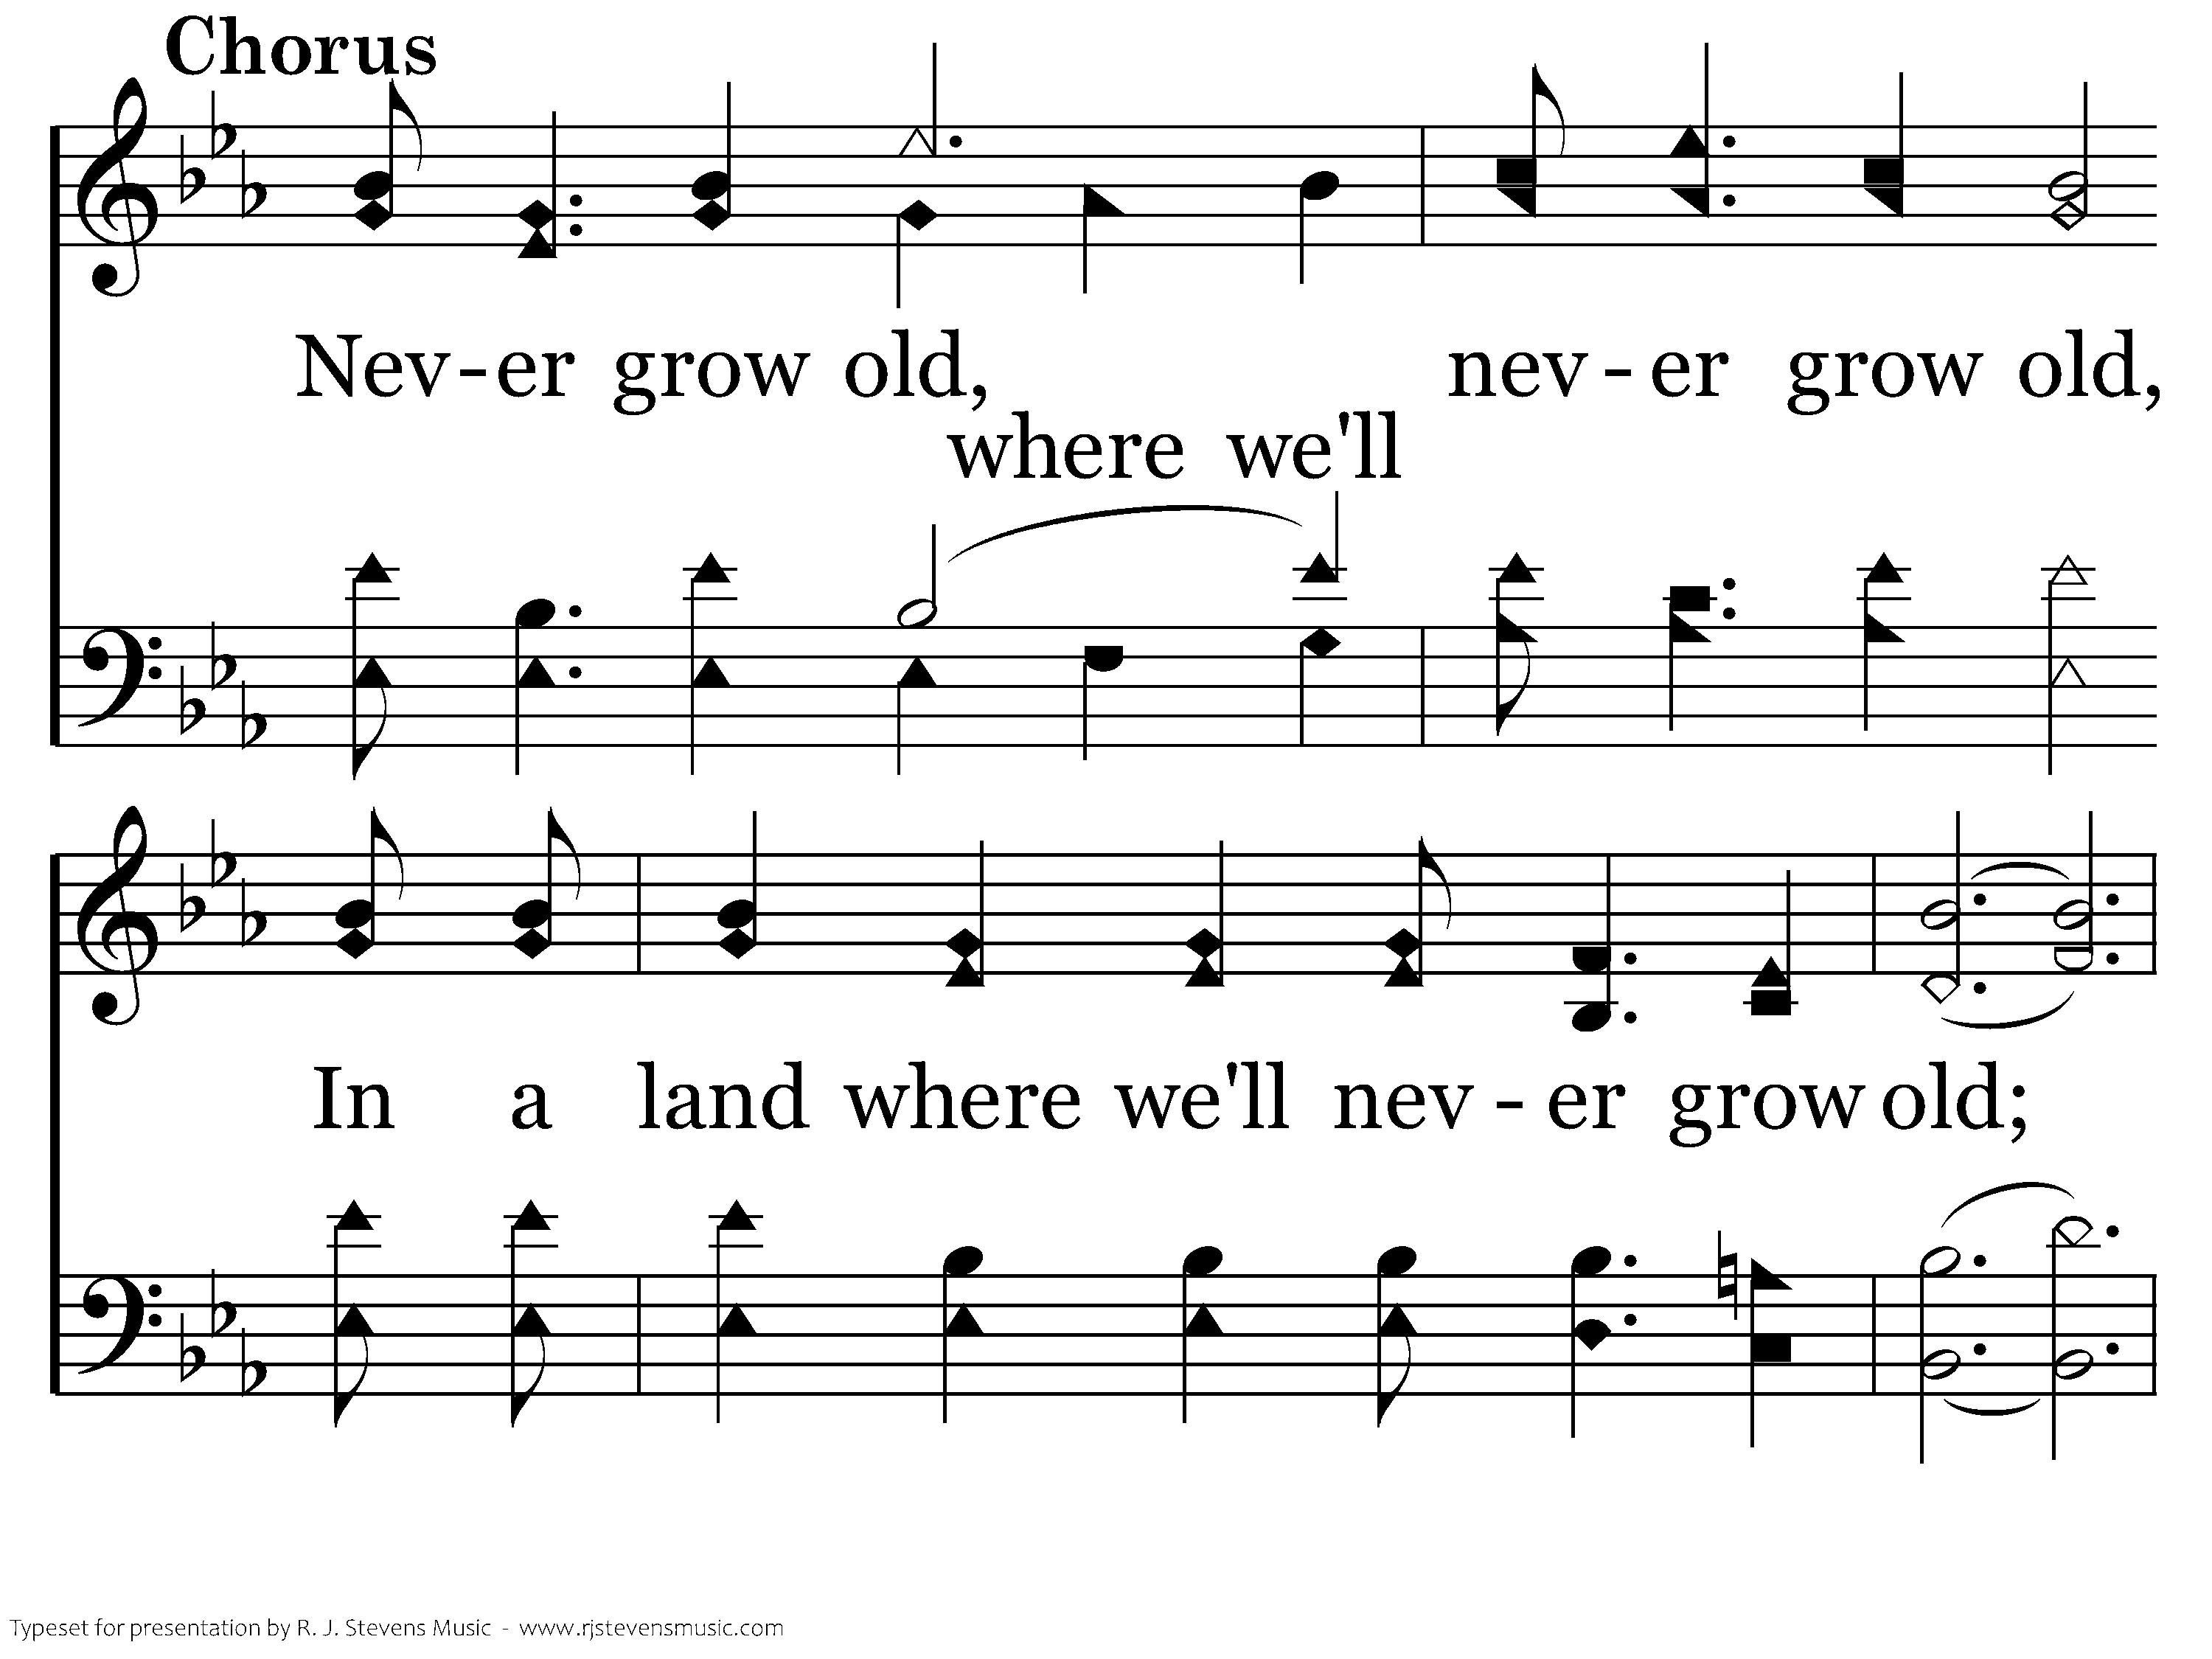 Chorus
Nev-er grow old, nev - er grow old,
where we'll
In a land where we'll nev - er grow old;
Typeset for presentation by R. J. Stevens Music - www.rjstevensmusic.com